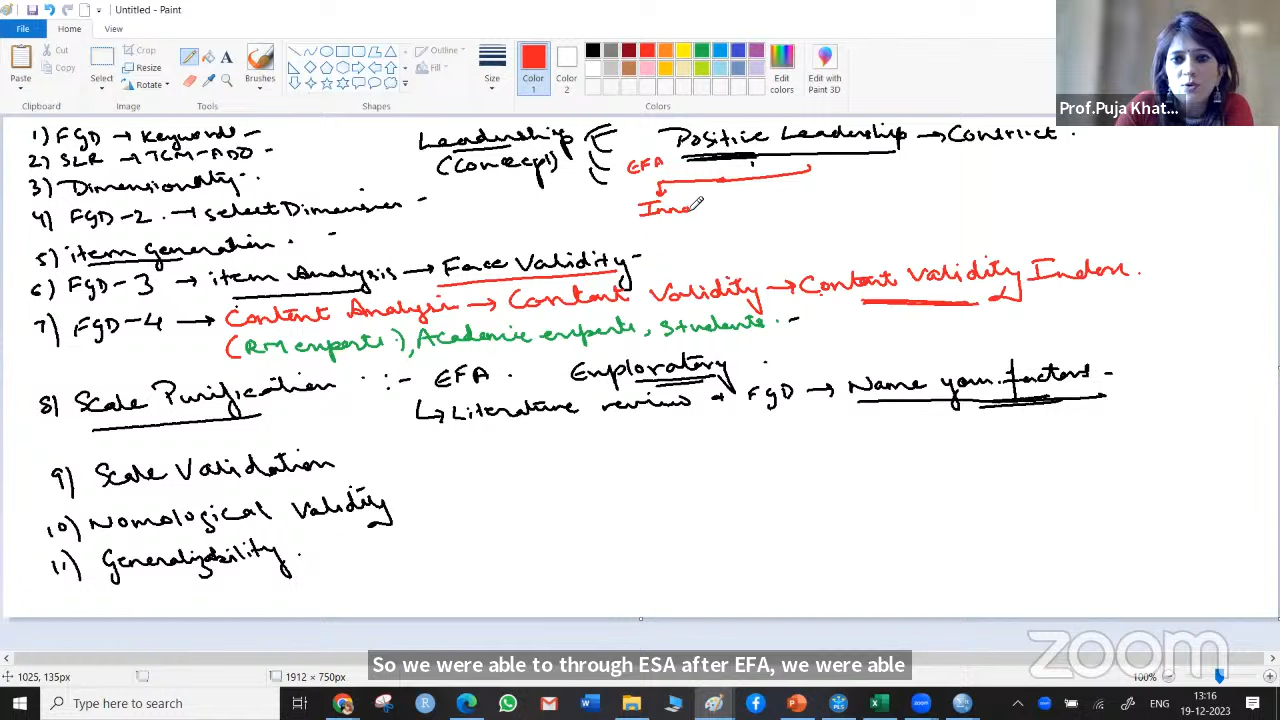 Untitled - Paint
File Home View
Paste Cut Copy Select Crop Resize Rotate Brushes Outline Fill Size Color 1 Color 2 Edit colors Edit with Paint 3D
Clipboard Image Tools Shapes Colors
Prof.Puja Khat...
1) FGD → Keywords -
2) SLR → TCM-ADO -
3) Dimensionality -
4) FGD-2 → Select Dimension -
5) item Generation .
6) FGD-3 → item Analysis → Face Validity -
7) FGD-4 → Content Analysis → Content Validity → Content Validity Index .
(RM experts), Academic experts, Students . -
8) Scale Purification :- EFA . Exploratory
↳ Literature review + FGD → Name your factors -
9) Scale Validation
10) Nomological Validity
11) Generalizability .
Leadership
(Concept)
Positive Leadership → Construct .
EFA
Inno
zoom
So we were able to through ESA after EFA, we were able
1025, 135px 1912 × 750px 100%
Type here to search
ENG 13:16
19-12-2023